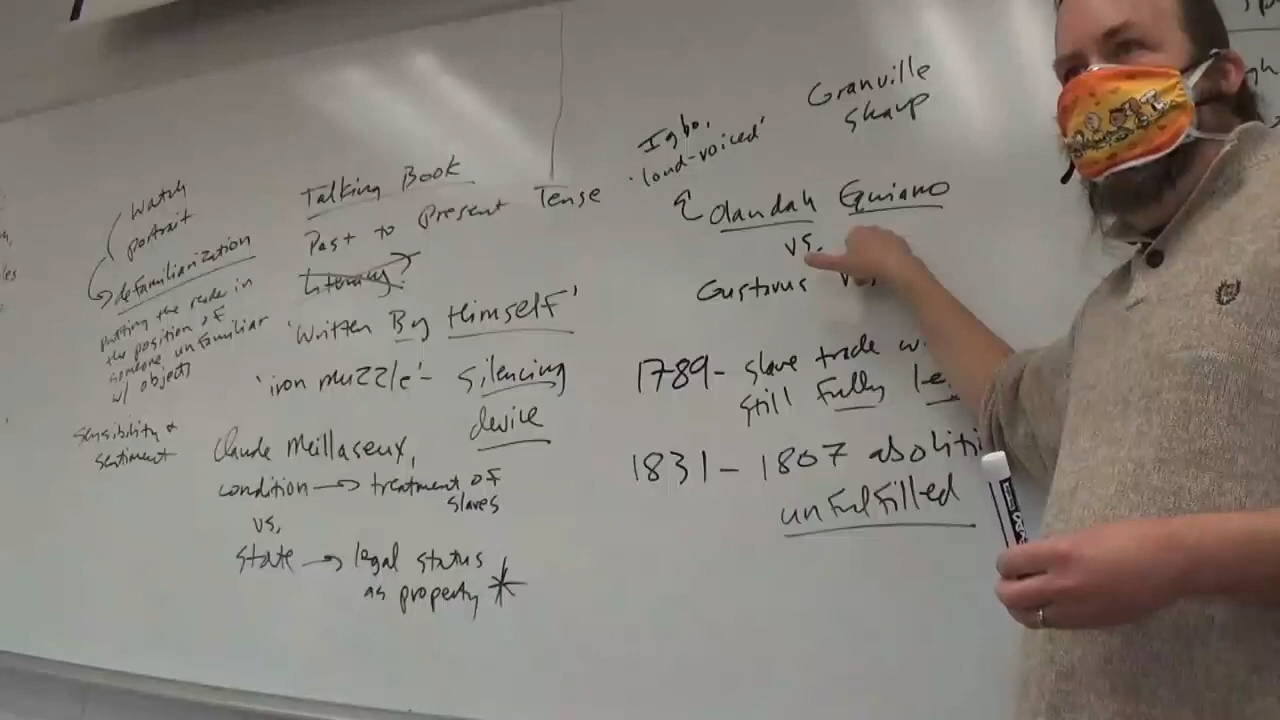 Watch
portrait
defamiliarization
putting the reader in
the position of
someone unfamiliar
w/ object
sensibility &
sentiment
Talking Book
Past to Present Tense
Literacy?
'Written By Himself'
'iron muzzle' - silencing
device
Claude Meillaseux,
condition → treatment of
slaves
vs.
state → legal status
as property *
Igbo,
'loud-voiced'
Granville
Sharp
Olaudah Equiano
vs.
Gustavus
1789 - slave trade
still fully
1831 - 1807 aboliti
unfulfilled